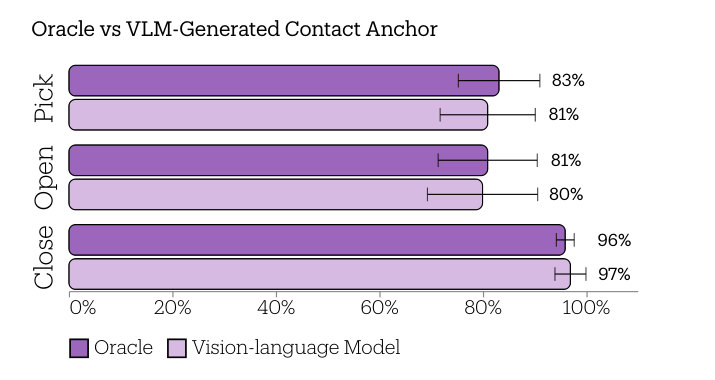 Oracle vs VLM-Generated Contact Anchor
Pick
83%
81%
Open
81%
80%
Close
96%
97%
0% 20% 40% 60% 80% 100%
Oracle Vision-language Model